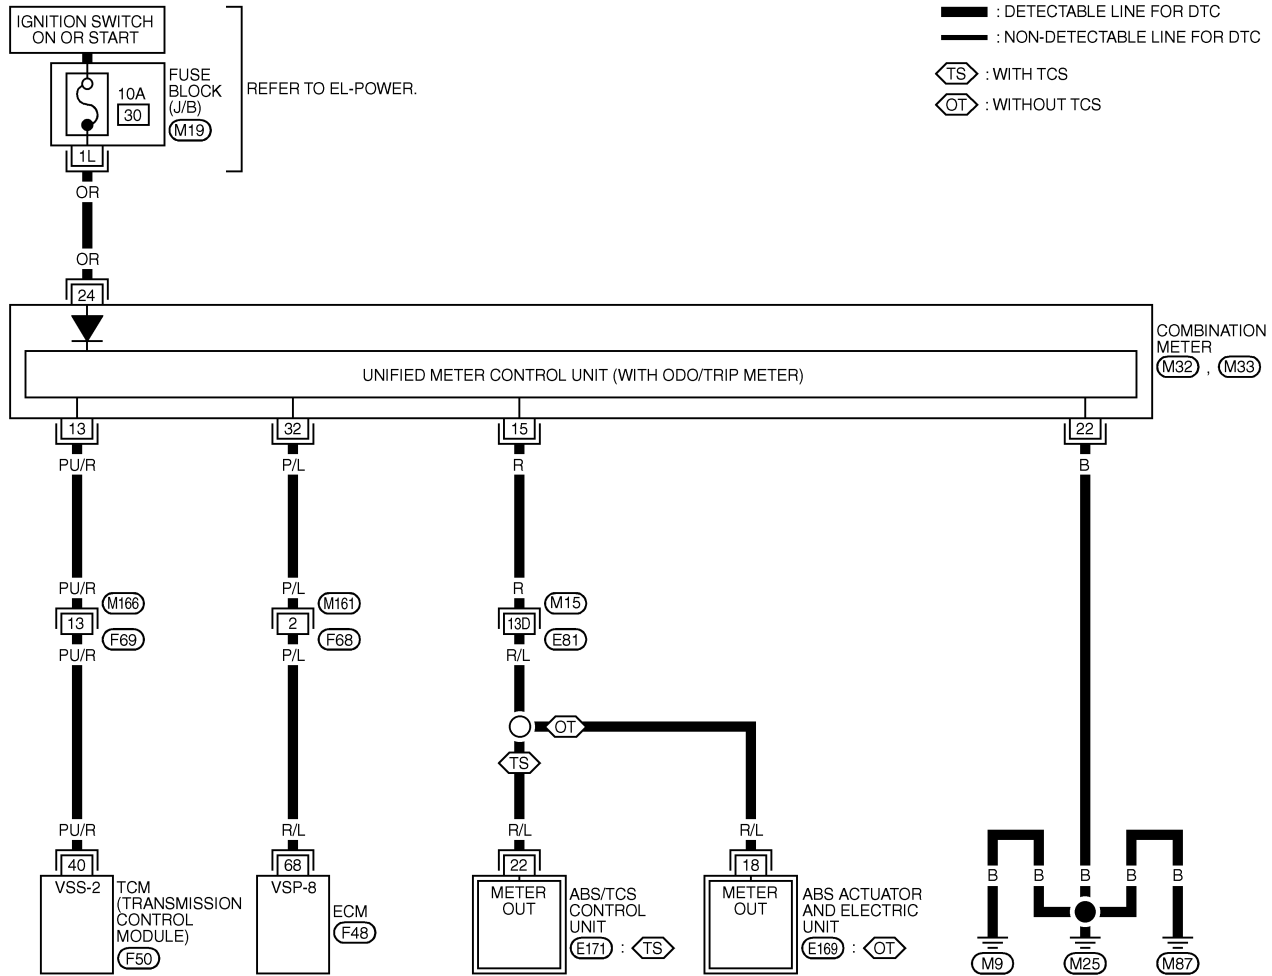 IGNITION SWITCH
ON OR START
FUSE
BLOCK
(J/B)
M19
10A
30
REFER TO EL-POWER.
: DETECTABLE LINE FOR DTC
: NON-DETECTABLE LINE FOR DTC
TS : WITH TCS
OT : WITHOUT TCS
1L
OR
OR
24
COMBINATION
METER
M32 , M33
UNIFIED METER CONTROL UNIT (WITH ODO/TRIP METER)
13 32 15 22
PU/R P/L R B
PU/R P/L R
M166 M161 M15
13 2 13D
F69 F68 E81
PU/R P/L R/L
OT
TS
PU/R R/L R/L R/L
40 68 22 18
B B B B B
VSS-2
TCM
(TRANSMISSION
CONTROL
MODULE)
F50
VSP-8
ECM
F48
METER
OUT
ABS/TCS
CONTROL
UNIT
E171 : TS
METER
OUT
ABS ACTUATOR
AND ELECTRIC
UNIT
E169 : OT
M9 M25 M87